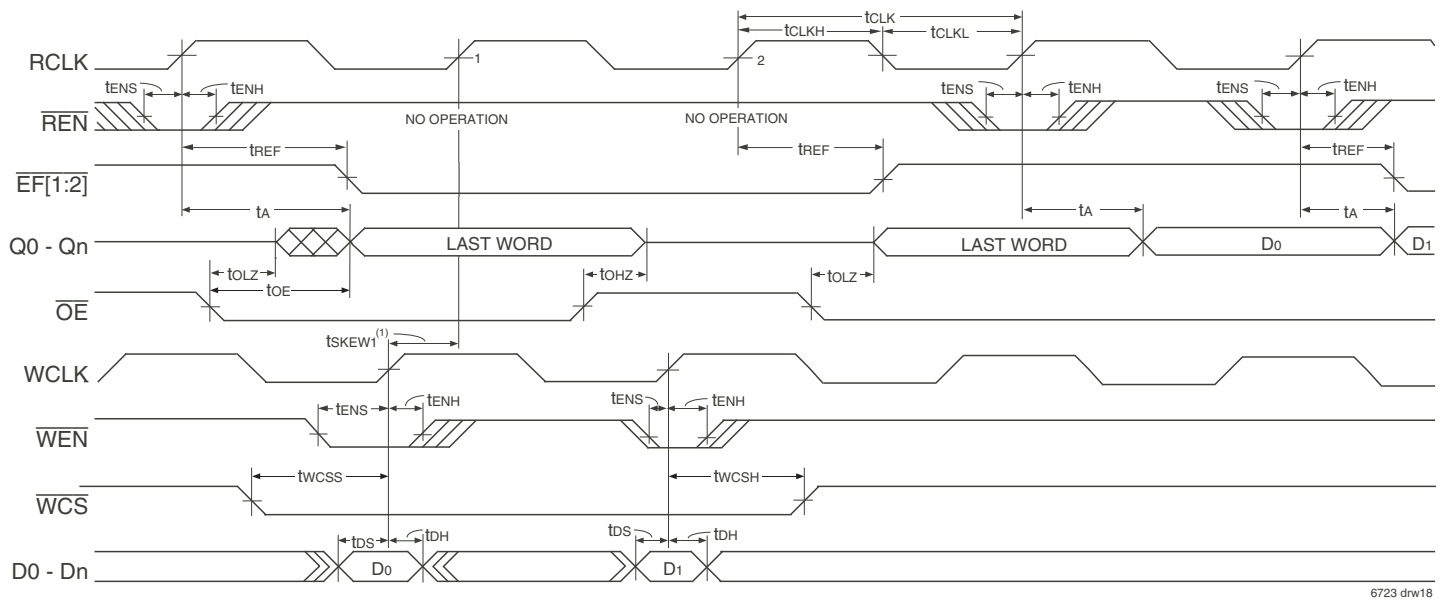 tCLK
tCLKH tCLKL
RCLK 1 2
tENS tENH tENS tENH tENS tENH
REN NO OPERATION NO OPERATION
tREF tREF tREF
EF[1:2]
tA tA tA
Q0 - Qn LAST WORD LAST WORD D0 D1
tOLZ tOHZ tOLZ
tOE
OE
tSKEW1(1)
WCLK
tENS tENH tENS tENH
WEN
tWCSS tWCSH
WCS
tDS tDH tDS tDH
D0 - Dn D0 D1
6723 drw18